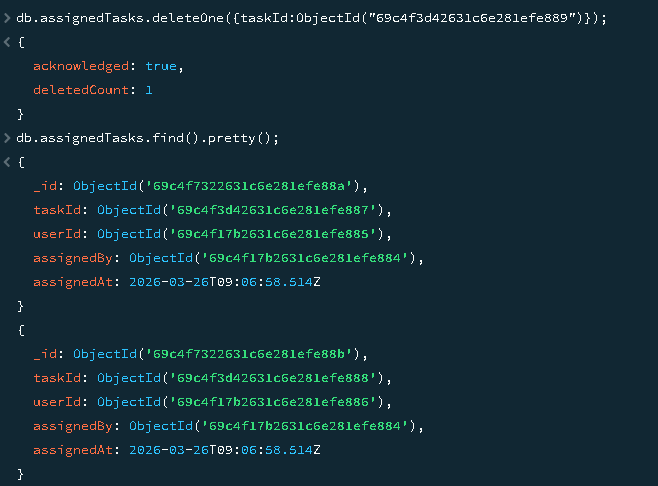 > db.assignedTasks.deleteOne({taskId:ObjectId("69c4f3d42631c6e281efe889")});
< {
acknowledged: true,
deletedCount: 1
}
> db.assignedTasks.find().pretty();
< {
_id: ObjectId('69c4f7322631c6e281efe88a'),
taskId: ObjectId('69c4f3d42631c6e281efe887'),
userId: ObjectId('69c4f17b2631c6e281efe885'),
assignedBy: ObjectId('69c4f17b2631c6e281efe884'),
assignedAt: 2026-03-26T09:06:58.514Z
}
{
_id: ObjectId('69c4f7322631c6e281efe88b'),
taskId: ObjectId('69c4f3d42631c6e281efe888'),
userId: ObjectId('69c4f17b2631c6e281efe886'),
assignedBy: ObjectId('69c4f17b2631c6e281efe884'),
assignedAt: 2026-03-26T09:06:58.514Z
}